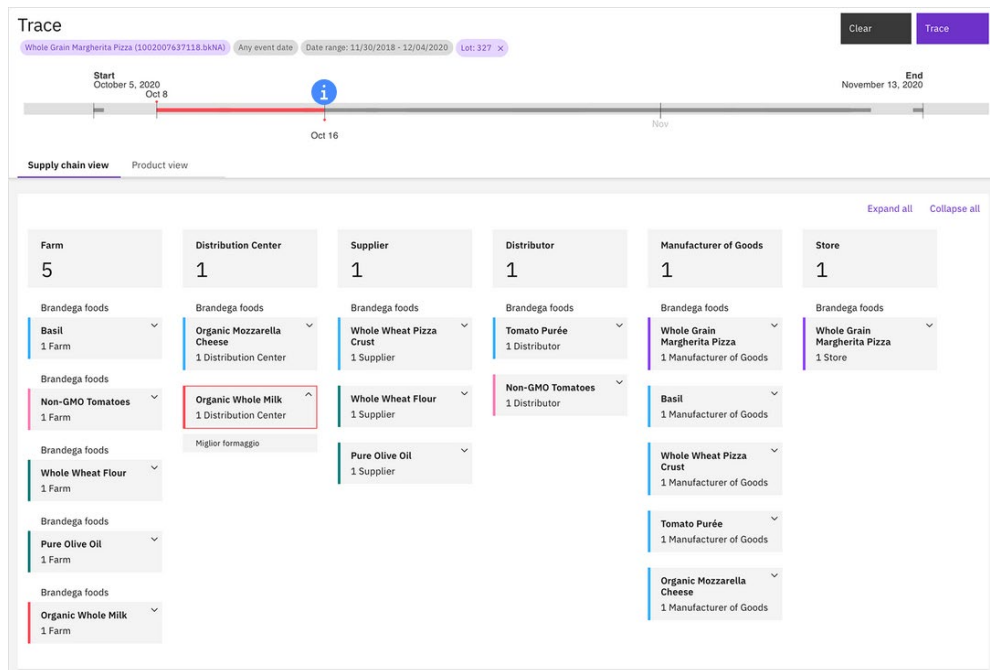 Trace
Clear
Trace
Whole Grain Margherita Pizza (1002007637118.bkNA)
Any event date
Date range: 11/30/2018 - 12/04/2020
Lot: 327 ×
Start
October 5, 2020
Oct 8
i
Oct 16
Nov
End
November 13, 2020
Supply chain view
Product view
Expand all
Collapse all
Farm
5
Brandega foods
Basil
1 Farm
Brandega foods
Non-GMO Tomatoes
1 Farm
Brandega foods
Whole Wheat Flour
1 Farm
Brandega foods
Pure Olive Oil
1 Farm
Brandega foods
Organic Whole Milk
1 Farm
Distribution Center
1
Brandega foods
Organic Mozzarella
Cheese
1 Distribution Center
Organic Whole Milk
1 Distribution Center
Miglior formaggio
Supplier
1
Brandega foods
Whole Wheat Pizza
Crust
1 Supplier
Whole Wheat Flour
1 Supplier
Pure Olive Oil
1 Supplier
Distributor
1
Brandega foods
Tomato Purée
1 Distributor
Non-GMO Tomatoes
1 Distributor
Manufacturer of Goods
1
Brandega foods
Whole Grain
Margherita Pizza
1 Manufacturer of Goods
Basil
1 Manufacturer of Goods
Whole Wheat Pizza
Crust
1 Manufacturer of Goods
Tomato Purée
1 Manufacturer of Goods
Organic Mozzarella
Cheese
1 Manufacturer of Goods
Store
1
Brandega foods
Whole Grain
Margherita Pizza
1 Store